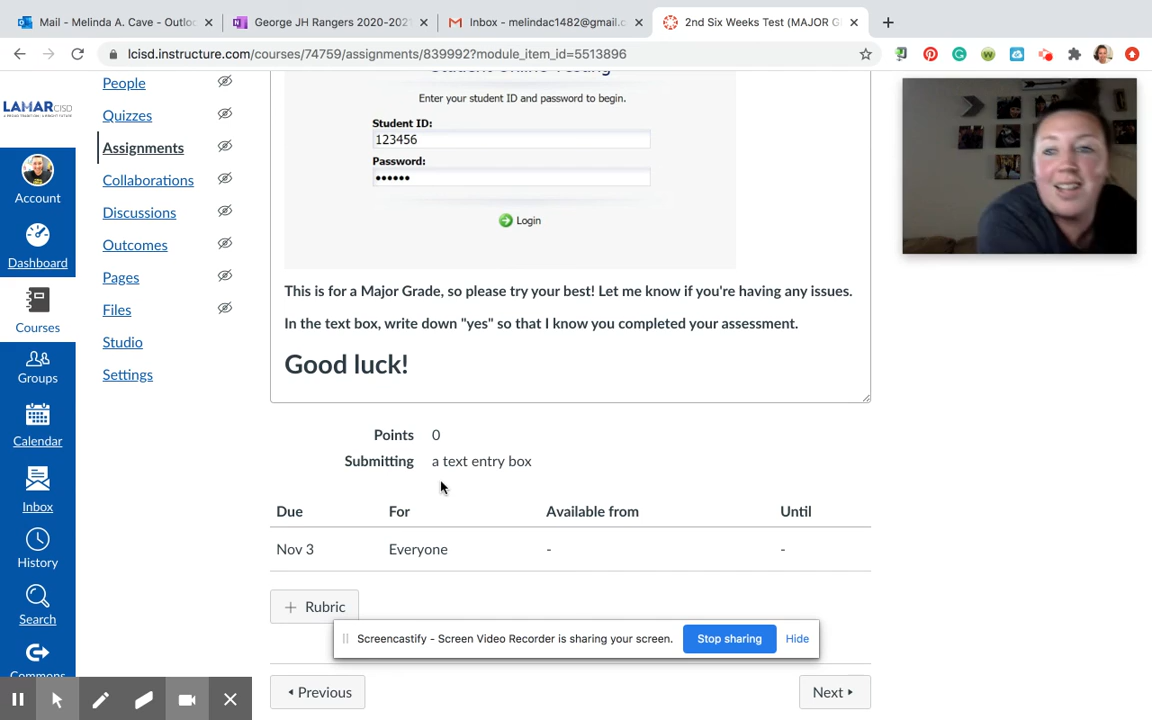 Mail - Melinda A. Cave - Outlo
George JH Rangers 2020-2021
Inbox - melindac1482@gmail.c
2nd Six Weeks Test (MAJOR G
lcisd.instructure.com/courses/74759/assignments/839992?module_item_id=5513896
LAMAR CISD
Account
Dashboard
Courses
Groups
Calendar
Inbox
History
Search
Commons
People
Quizzes
Assignments
Collaborations
Discussions
Outcomes
Pages
Files
Studio
Settings
Student Online Testing
Enter your student ID and password to begin.
Student ID:
123456
Password:
••••••
Login
This is for a Major Grade, so please try your best! Let me know if you're having any issues.
In the text box, write down "yes" so that I know you completed your assessment.
Good luck!
Points 0
Submitting a text entry box
Due For Available from Until
Nov 3 Everyone - -
+ Rubric
Screencastify - Screen Video Recorder is sharing your screen. Stop sharing Hide
Previous Next